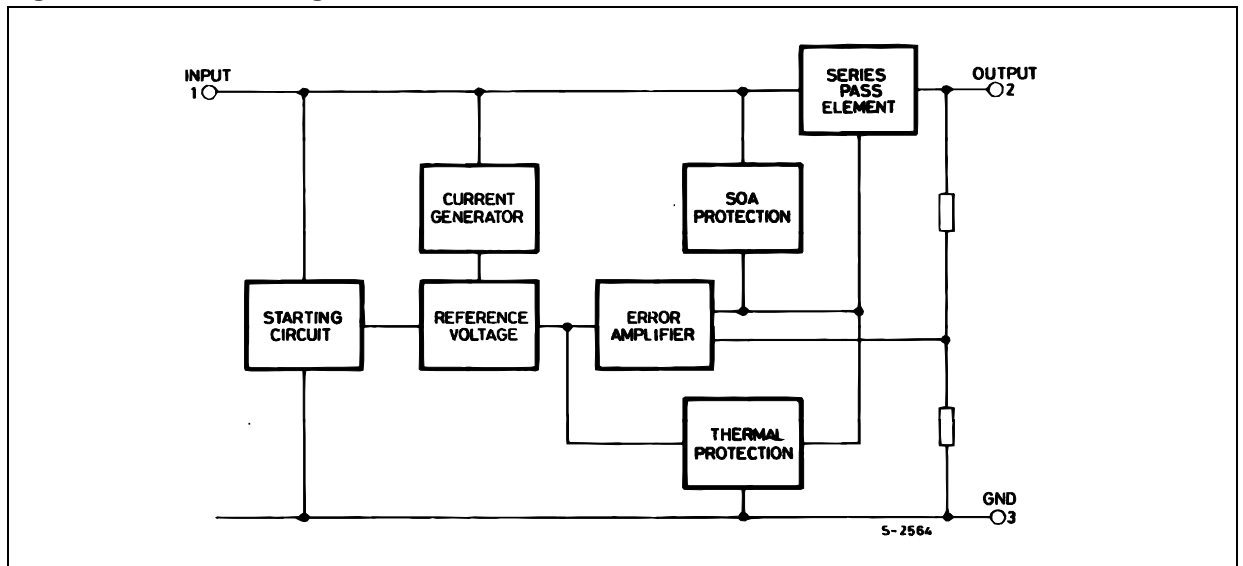 INPUT
1
SERIES
PASS
ELEMENT
OUTPUT
2
CURRENT
GENERATOR
SOA
PROTECTION
STARTING
CIRCUIT
REFERENCE
VOLTAGE
ERROR
AMPLIFIER
THERMAL
PROTECTION
GND
3
S-2564